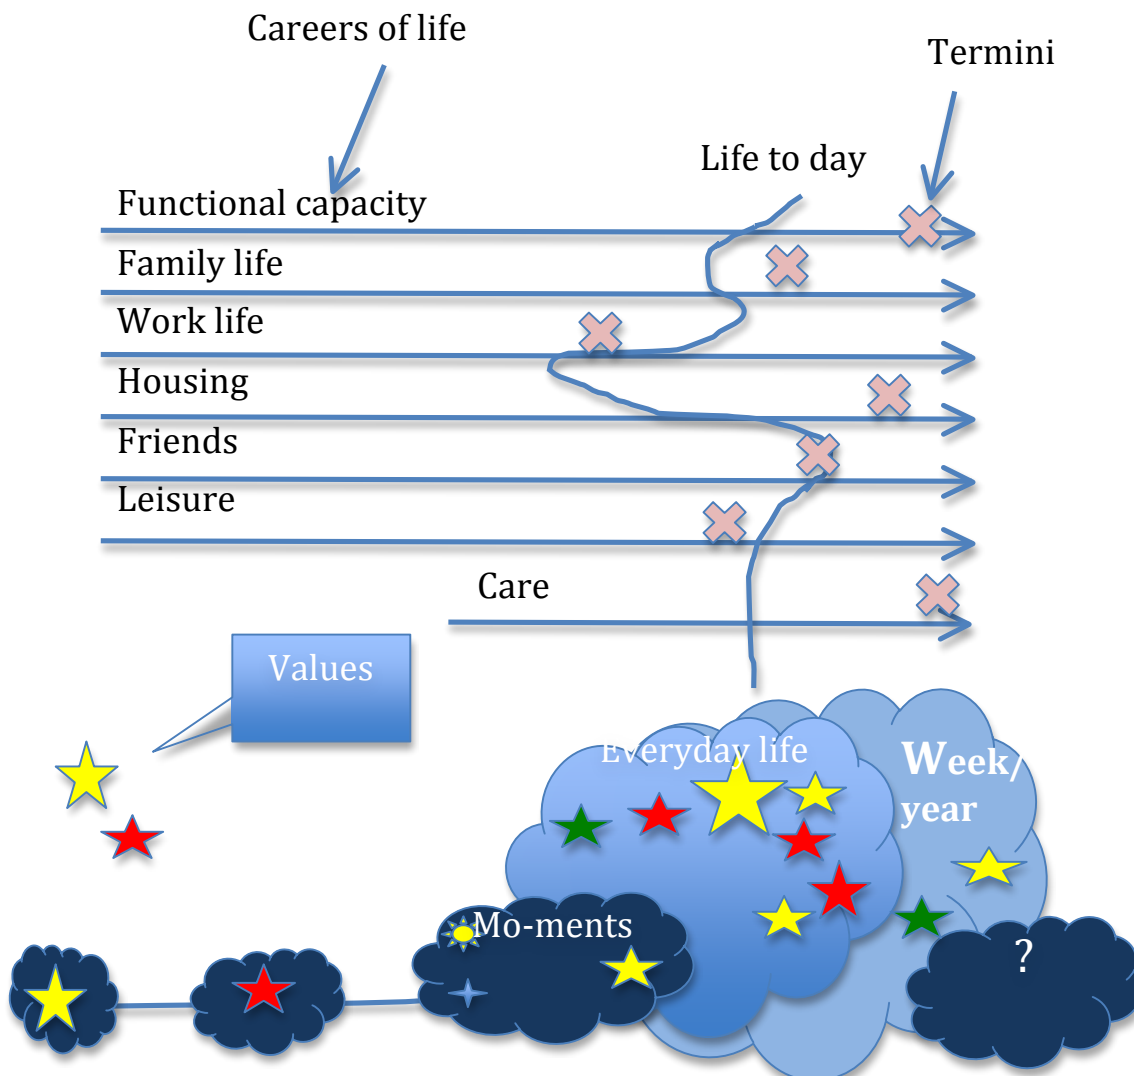 Careers of life
Termini
Life to day
Functional capacity
Family life
Work life
Housing
Friends
Leisure
Care
Values
Everyday life
Week/
year
Mo-ments
?